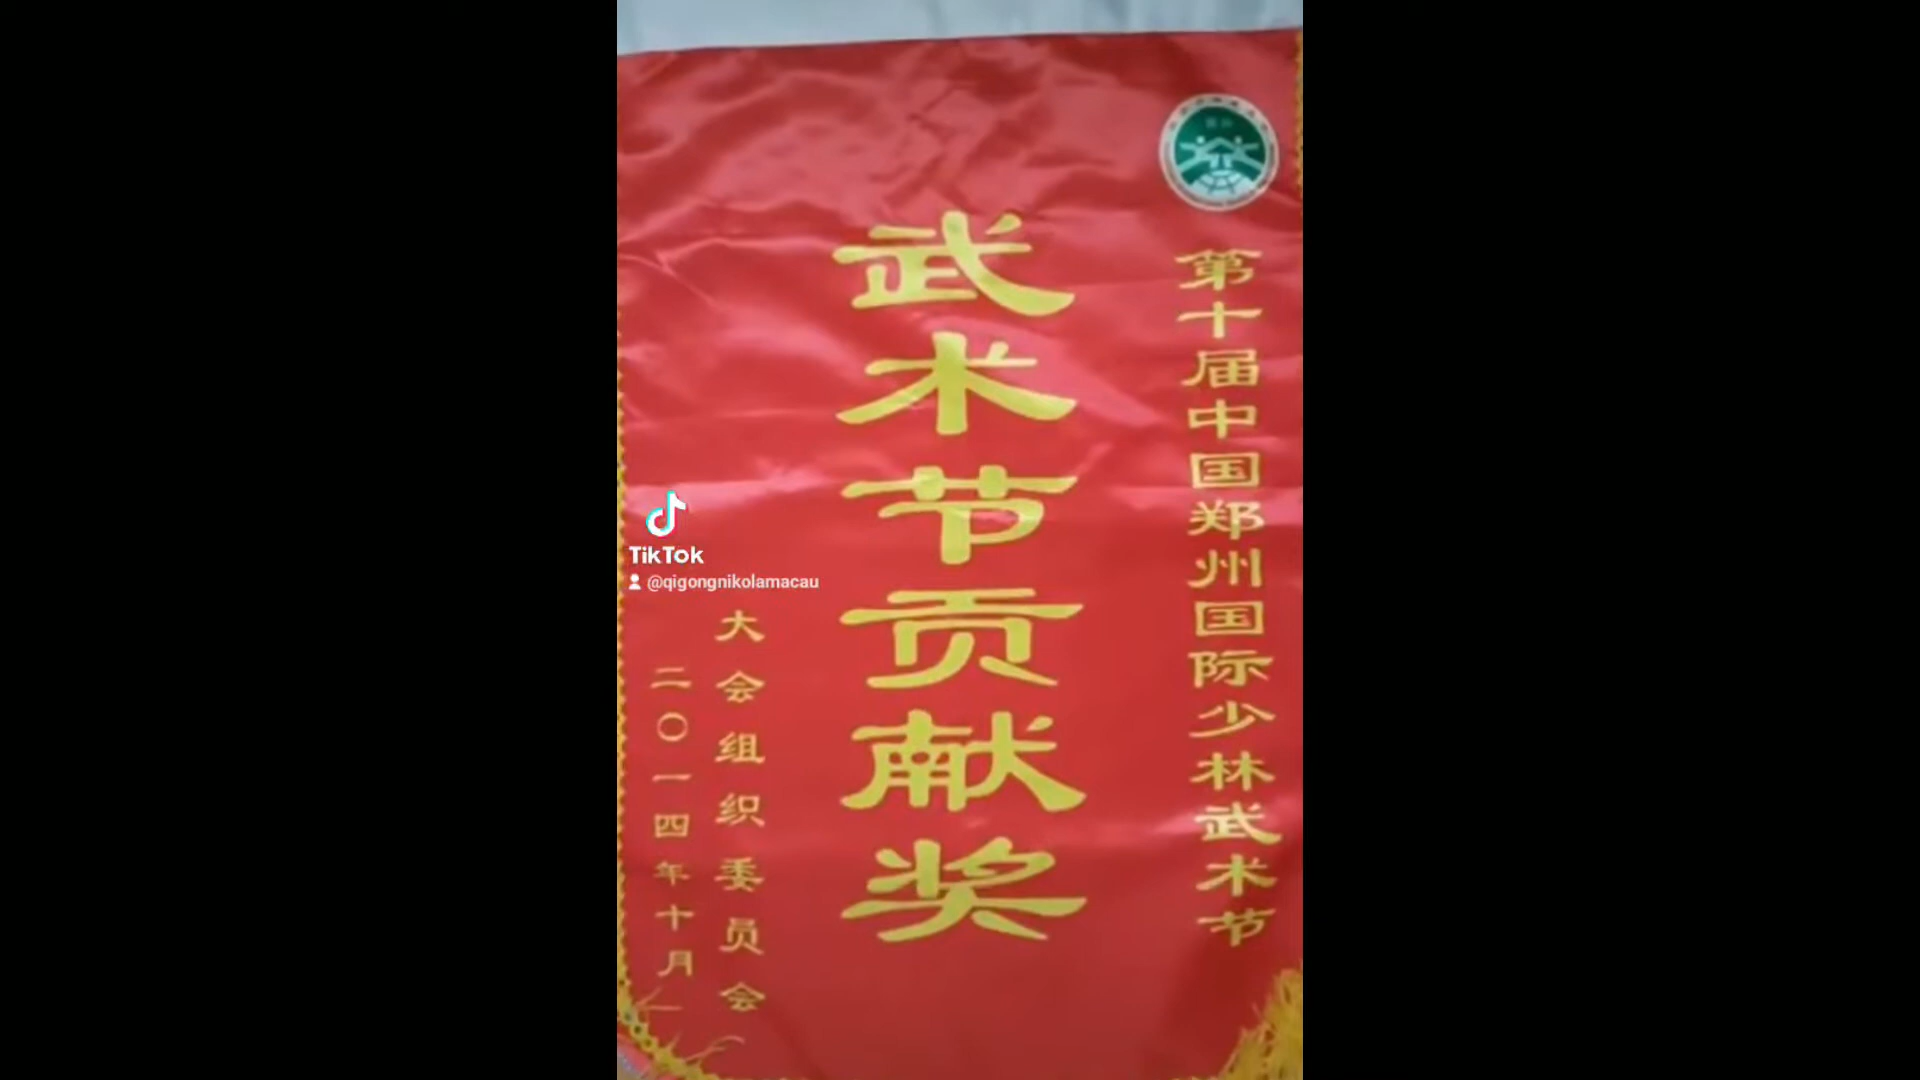 第十届中国郑州国际少林武术节
武术节贡献奖
大会组织委员会
二〇一四年十月
TikTok
@qigongnikolamacau